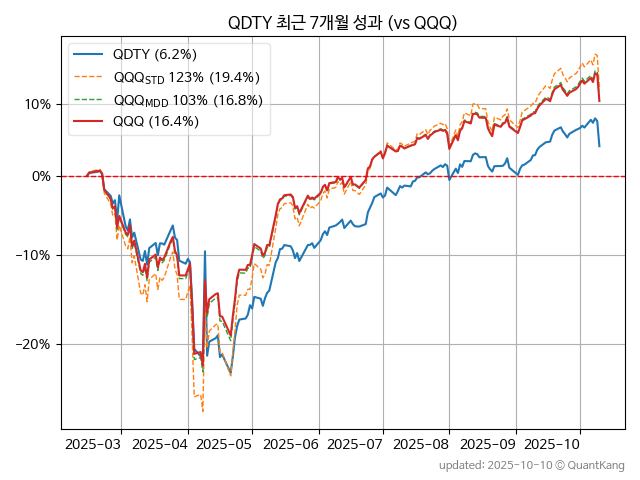 QDTY 최근 7개월 성과 (vs QQQ)
QDTY (6.2%)
QQQSTD 123% (19.4%)
QQQMDD 103% (16.8%)
QQQ (16.4%)
10%
0%
−10%
−20%
2025-03 2025-04 2025-05 2025-06 2025-07 2025-08 2025-09 2025-10
updated: 2025-10-10 © QuantKang